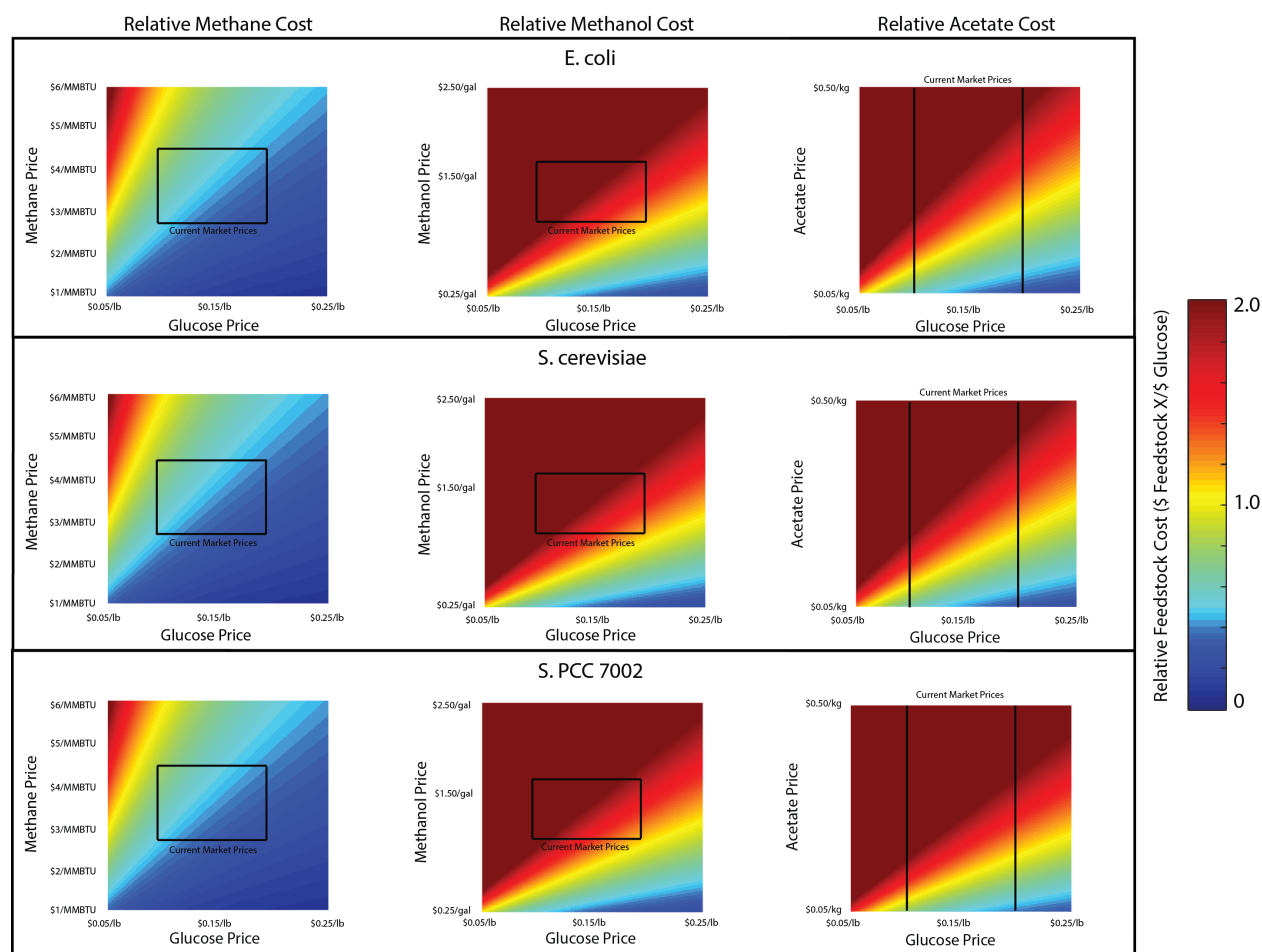 Relative Methane Cost
Relative Methanol Cost
Relative Acetate Cost
E. coli
Methane Price
$6/MMBTU
$5/MMBTU
$4/MMBTU
$3/MMBTU
$2/MMBTU
$1/MMBTU
Current Market Prices
$0.05/lb
$0.15/lb
$0.25/lb
Glucose Price
Methanol Price
$2.50/gal
$1.50/gal
$0.25/gal
Current Market Prices
$0.05/lb
$0.15/lb
$0.25/lb
Glucose Price
Current Market Prices
Acetate Price
$0.50/kg
$0.05/kg
$0.05/lb
$0.15/lb
$0.25/lb
Glucose Price
S. cerevisiae
Methane Price
$6/MMBTU
$5/MMBTU
$4/MMBTU
$3/MMBTU
$2/MMBTU
$1/MMBTU
Current Market Prices
$0.05/lb
$0.15/lb
$0.25/lb
Glucose Price
Methanol Price
$2.50/gal
$1.50/gal
$0.25/gal
Current Market Prices
$0.05/lb
$0.15/lb
$0.25/lb
Glucose Price
Current Market Prices
Acetate Price
$0.50/kg
$0.05/kg
$0.05/lb
$0.15/lb
$0.25/lb
Glucose Price
S. PCC 7002
Methane Price
$6/MMBTU
$5/MMBTU
$4/MMBTU
$3/MMBTU
$2/MMBTU
$1/MMBTU
Current Market Prices
$0.05/lb
$0.15/lb
$0.25/lb
Glucose Price
Methanol Price
$2.50/gal
$1.50/gal
$0.25/gal
Current Market Prices
$0.05/lb
$0.15/lb
$0.25/lb
Glucose Price
Current Market Prices
Acetate Price
$0.50/kg
$0.05/kg
$0.05/lb
$0.15/lb
$0.25/lb
Glucose Price
Relative Feedstock Cost ($ Feedstock X/$ Glucose)
2.0
1.0
0